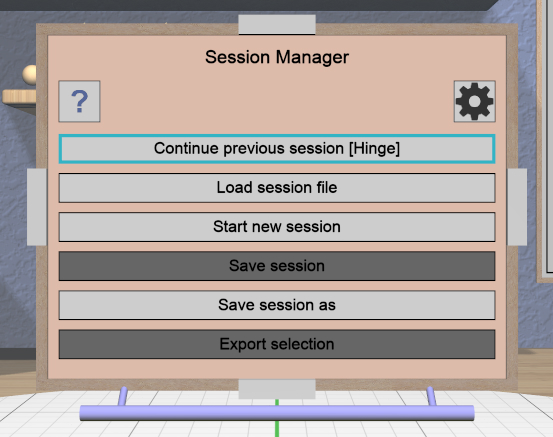 Session Manager
?
Continue previous session [Hinge]
Load session file
Start new session
Save session
Save session as
Export selection